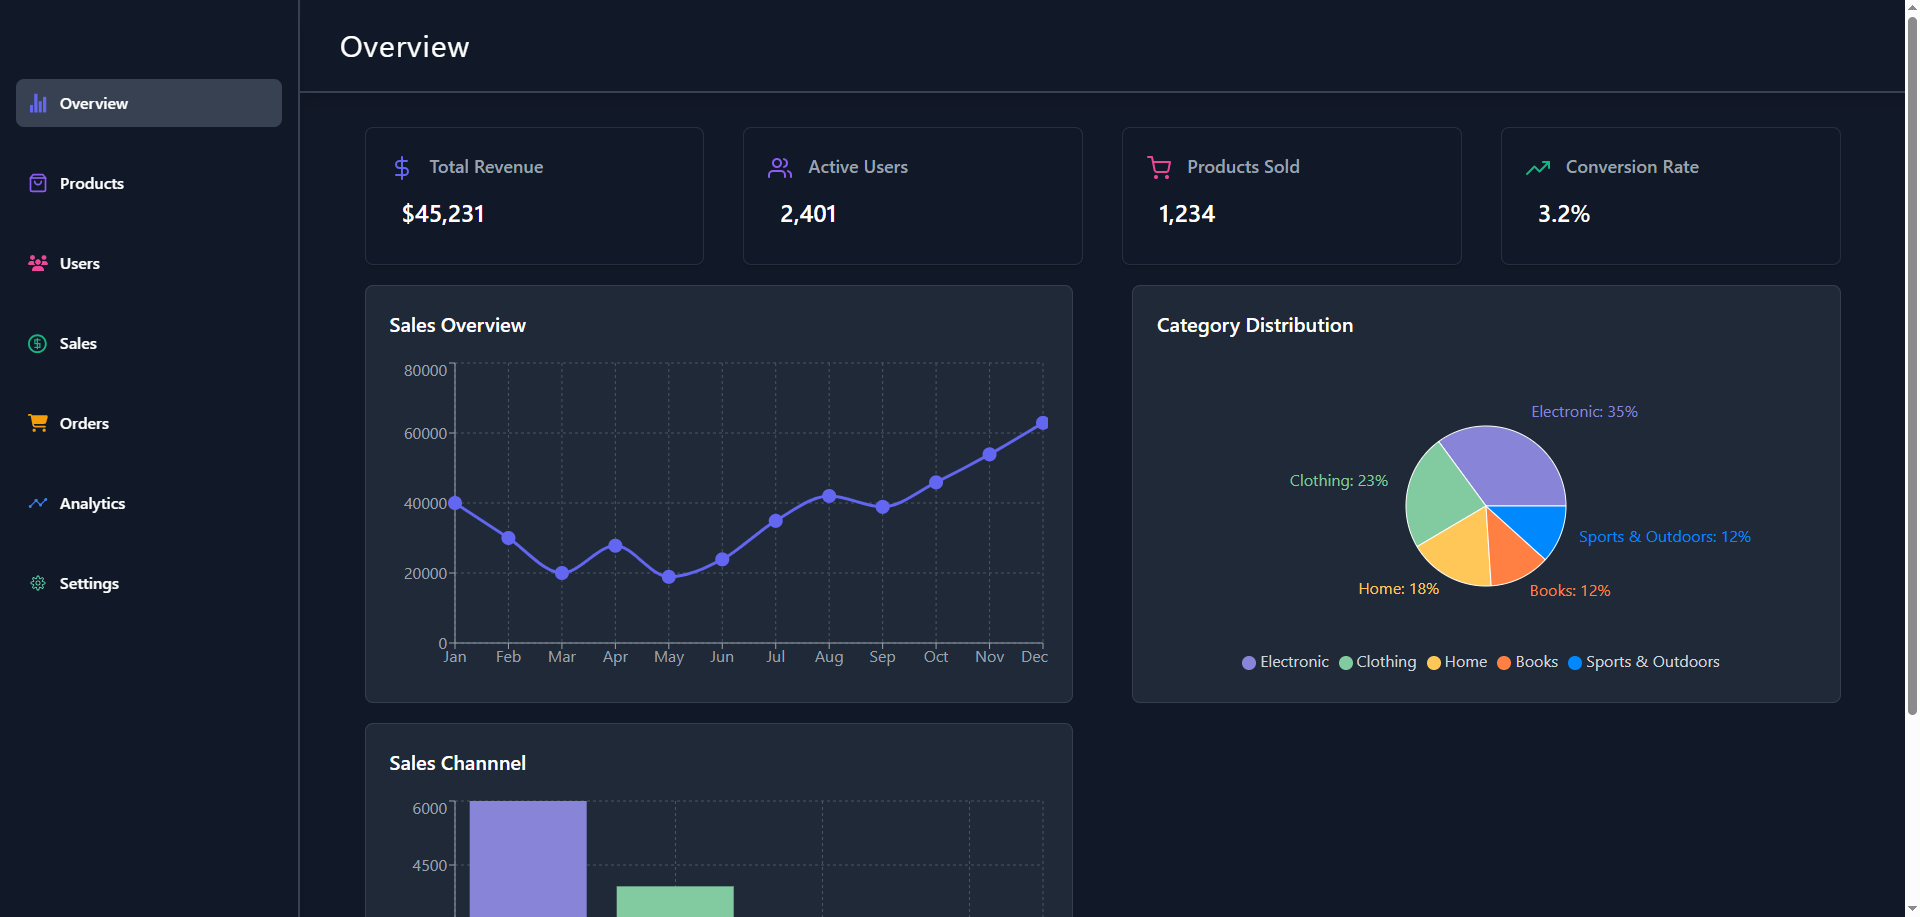 Overview
Overview
Products
Users
Sales
Orders
Analytics
Settings
Total Revenue
$45,231
Active Users
2,401
Products Sold
1,234
Conversion Rate
3.2%
Sales Overview
80000
60000
40000
20000
0
Jan Feb Mar Apr May Jun Jul Aug Sep Oct Nov Dec
Category Distribution
Electronic: 35%
Clothing: 23%
Sports & Outdoors: 12%
Home: 18%
Books: 12%
Electronic Clothing Home Books Sports & Outdoors
Sales Channnel
6000
4500